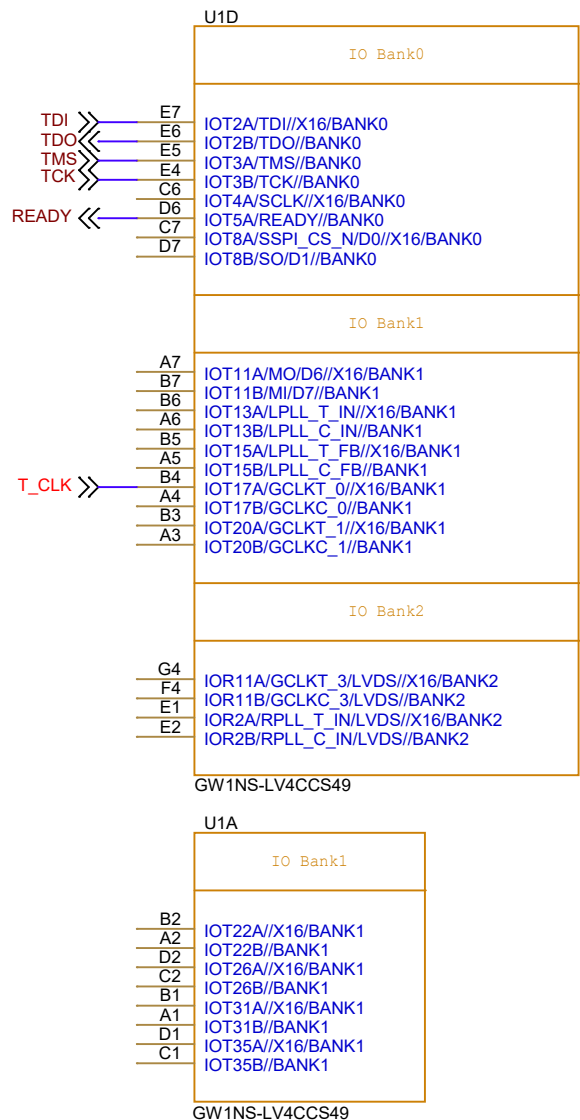 U1D
IO Bank0
TDI E7 IOT2A/TDI//X16/BANK0
TDO E6 IOT2B/TDO//BANK0
TMS E5 IOT3A/TMS//BANK0
TCK E4 IOT3B/TCK//BANK0
C6 IOT4A/SCLK//X16/BANK0
READY D6 IOT5A/READY//BANK0
C7 IOT8A/SSPI_CS_N/D0//X16/BANK0
D7 IOT8B/SO/D1//BANK0
IO Bank1
A7 IOT11A/MO/D6//X16/BANK1
B7 IOT11B/MI/D7//BANK1
B6 IOT13A/LPLL_T_IN//X16/BANK1
A6 IOT13B/LPLL_C_IN//BANK1
B5 IOT15A/LPLL_T_FB//X16/BANK1
A5 IOT15B/LPLL_C_FB//BANK1
T_CLK B4 IOT17A/GCLKT_0//X16/BANK1
A4 IOT17B/GCLKC_0//BANK1
B3 IOT20A/GCLKT_1//X16/BANK1
A3 IOT20B/GCLKC_1//BANK1
IO Bank2
G4 IOR11A/GCLKT_3/LVDS//X16/BANK2
F4 IOR11B/GCLKC_3/LVDS//BANK2
E1 IOR2A/RPLL_T_IN/LVDS//X16/BANK2
E2 IOR2B/RPLL_C_IN/LVDS//BANK2
GW1NS-LV4CCS49
U1A
IO Bank1
B2 IOT22A//X16/BANK1
A2 IOT22B//BANK1
D2 IOT26A//X16/BANK1
C2 IOT26B//BANK1
B1 IOT31A//X16/BANK1
A1 IOT31B//BANK1
D1 IOT35A//X16/BANK1
C1 IOT35B//BANK1
GW1NS-LV4CCS49